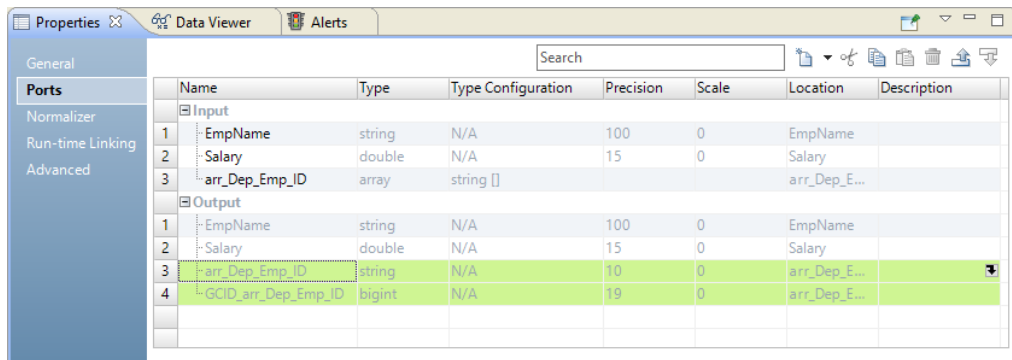 Properties Data Viewer Alerts
Search
General
Ports
Normalizer
Run-time Linking
Advanced
Name Type Type Configuration Precision Scale Location Description
Input
1 EmpName string N/A 100 0 EmpName
2 Salary double N/A 15 0 Salary
3 arr_Dep_Emp_ID array string [] arr_Dep_E...
Output
1 EmpName string N/A 100 0 EmpName
2 Salary double N/A 15 0 Salary
3 arr_Dep_Emp_ID string N/A 10 0 arr_Dep_E...
4 GCID_arr_Dep_Emp_ID bigint N/A 19 0 arr_Dep_E...